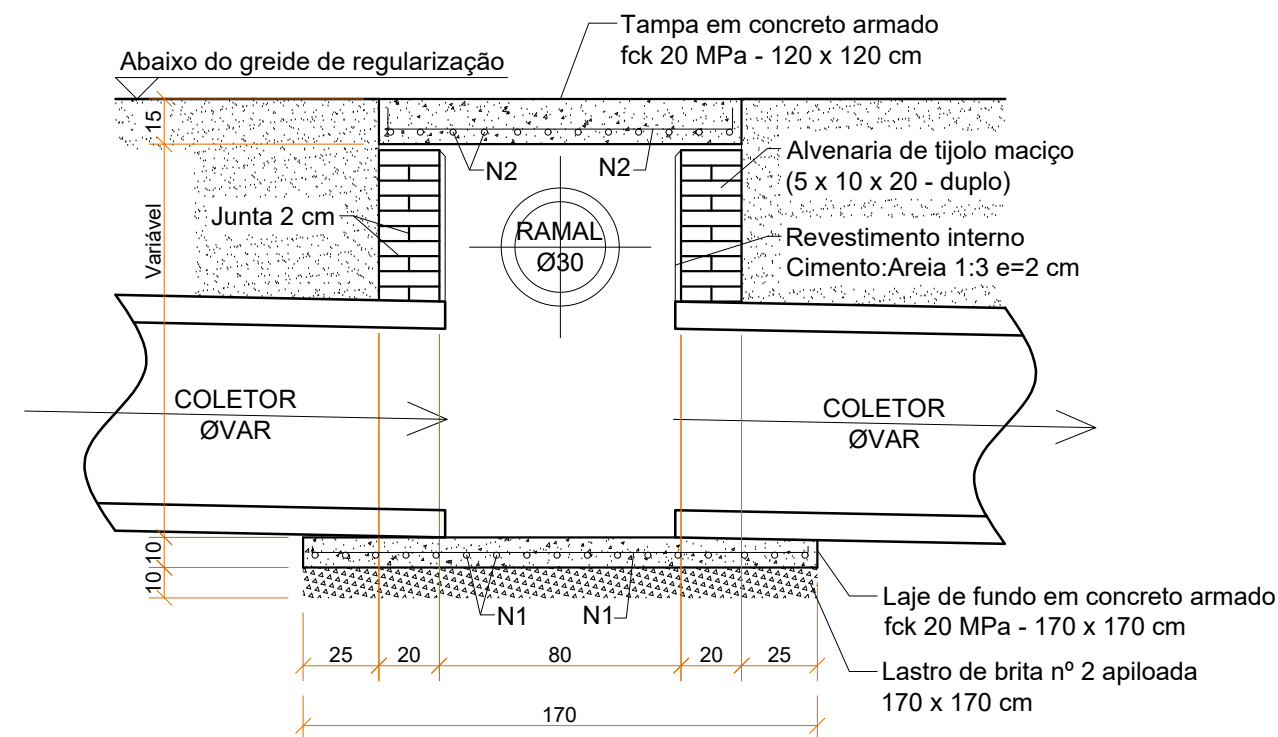 Tampa em concreto armado
fck 20 MPa - 120 x 120 cm
Abaixo do greide de regularização
15
N2
N2
Alvenaria de tijolo maciço
(5 x 10 x 20 - duplo)
Junta 2 cm
Variável
RAMAL
Ø30
Revestimento interno
Cimento:Areia 1:3 e=2 cm
COLETOR
ØVAR
COLETOR
ØVAR
10
10
N1
N1
Laje de fundo em concreto armado
fck 20 MPa - 170 x 170 cm
25
20
80
20
25
Lastro de brita nº 2 apiloada
170 x 170 cm
170